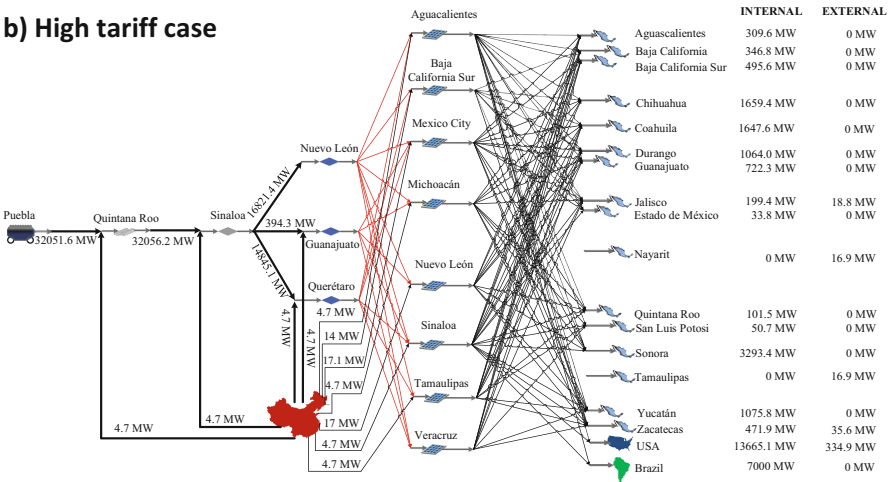 b) High tariff case
INTERNAL EXTERNAL
Aguacalientes
Baja
California Sur
Mexico City
Michoacán
Nuevo León
Sinaloa
Tamaulipas
Veracruz
Puebla
32051.6 MW
Quintana Roo
32056.2 MW
Sinaloa
16821.4 MW
394.3 MW
14845.1 MW
Nuevo León
Guanajuato
Querétaro
4.7 MW
4.7 MW
4.7 MW
14 MW
17.1 MW
4.7 MW
17 MW
4.7 MW
4.7 MW
4.7 MW
4.7 MW
Aguascalientes 309.6 MW 0 MW
Baja California 346.8 MW 0 MW
Baja California Sur 495.6 MW 0 MW
Chihuahua 1659.4 MW 0 MW
Coahuila 1647.6 MW 0 MW
Durango 1064.0 MW 0 MW
Guanajuato 722.3 MW 0 MW
Jalisco 199.4 MW 18.8 MW
Estado de México 33.8 MW 0 MW
Nayarit 0 MW 16.9 MW
Quintana Roo 101.5 MW 0 MW
San Luis Potosi 50.7 MW 0 MW
Sonora 3293.4 MW 0 MW
Tamaulipas 0 MW 16.9 MW
Yucatán 1075.8 MW 0 MW
Zacatecas 471.9 MW 35.6 MW
USA 13665.1 MW 334.9 MW
Brazil 7000 MW 0 MW